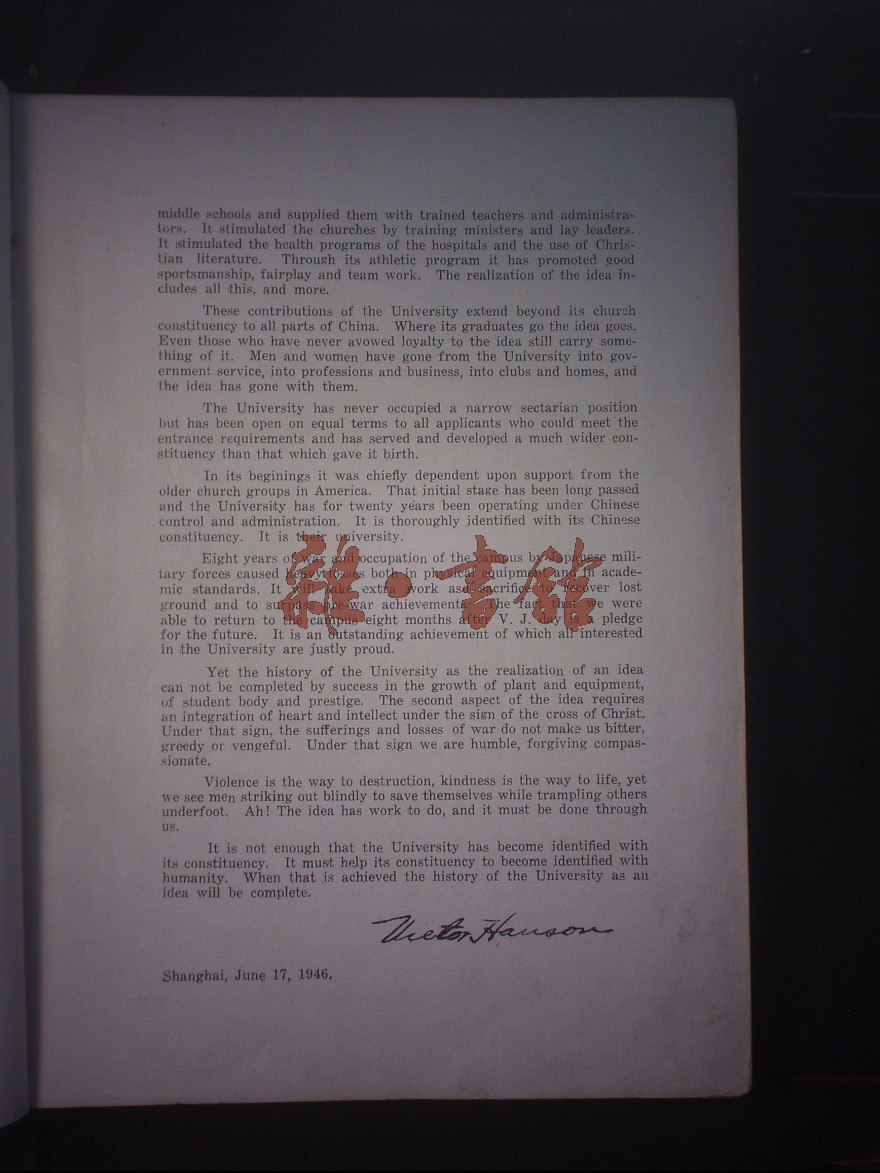 middle schools and supplied them with trained teachers and administra-
tors. It stimulated the churches by training ministers and lay leaders.
It stimulated the health programs of the hospitals and the use of Chris-
tian literature. Through its athletic program it has promoted good
sportsmanship, fairplay and team work. The realization of the idea in-
cludes all this, and more.
These contributions of the University extend beyond its church
constituency to all parts of China. Where its graduates go the idea goes.
Even those who have never avowed loyalty to the idea still carry some-
thing of it. Men and women have gone from the University into gov-
ernment service, into professions and business, into clubs and homes, and
the idea has gone with them.
The University has never occupied a narrow sectarian position
but has been open on equal terms to all applicants who could meet the
entrance requirements and has served and developed a much wider con-
stituency than that which gave it birth.
In its beginings it was chiefly dependent upon support from the
older church groups in America. That initial stage has been long passed
and the University has for twenty years been operating under Chinese
control and administration. It is thoroughly identified with its Chinese
constituency. It is their university.
Eight years of war and occupation of the campus by Japanese mili-
tary forces caused heavy losses both in physical equipment and in acade-
mic standards. It will take extra work and sacrifice to recover lost
ground and to surpass pre-war achievements. The fact that we were
able to return to the campus eight months after V. J. day is a pledge
for the future. It is an outstanding achievement of which all interested
in the University are justly proud.
雅·書館
Yet the history of the University as the realization of an idea
can not be completed by success in the growth of plant and equipment,
of student body and prestige. The second aspect of the idea requires
an integration of heart and intellect under the sign of the cross of Christ.
Under that sign, the sufferings and losses of war do not make us bitter,
greedy or vengeful. Under that sign we are humble, forgiving compas-
sionate.
Violence is the way to destruction, kindness is the way to life, yet
we see men striking out blindly to save themselves while trampling others
underfoot. Ah! The idea has work to do, and it must be done through
us.
It is not enough that the University has become identified with
its constituency. It must help its constituency to become identified with
humanity. When that is achieved the history of the University as an
idea will be complete.
Victor Hanson
Shanghai, June 17, 1946.